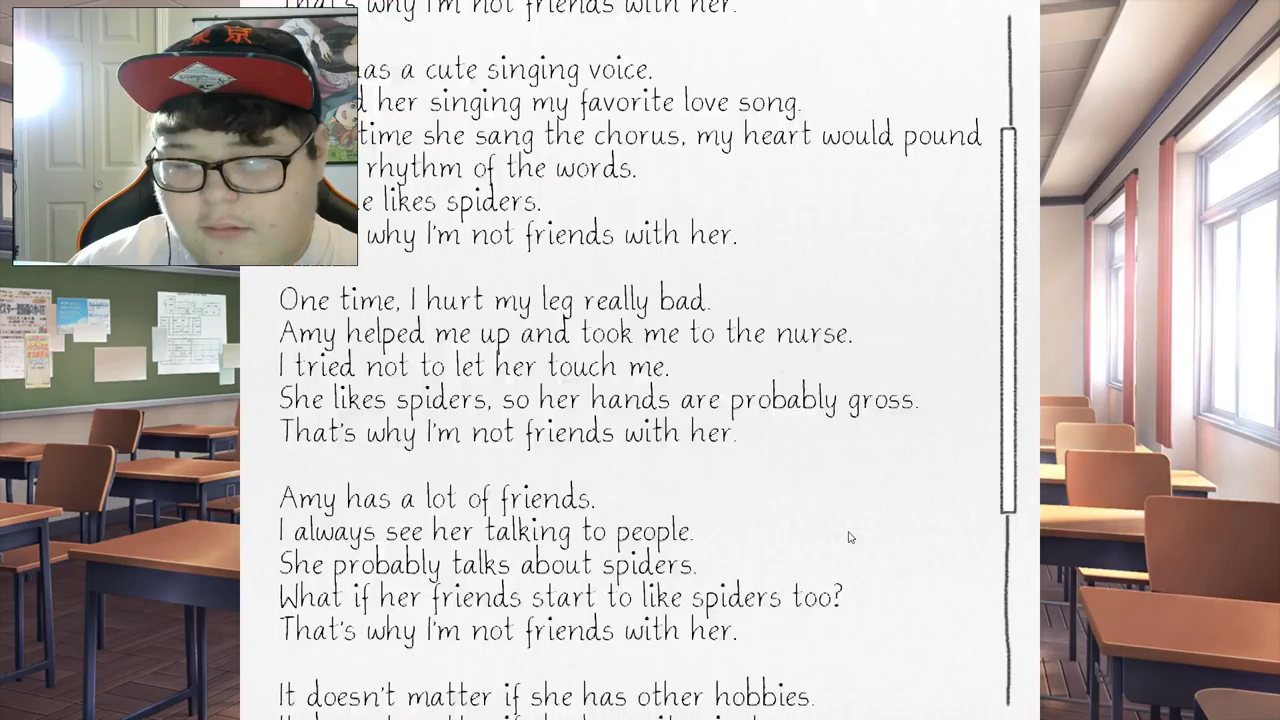 That's why I'm not friends with her.
as a cute singing voice.
d her singing my favorite love song.
time she sang the chorus, my heart would pound
rhythm of the words.
e likes spiders.
why I'm not friends with her.
One time, I hurt my leg really bad.
Amy helped me up and took me to the nurse.
I tried not to let her touch me.
She likes spiders, so her hands are probably gross.
That's why I'm not friends with her.
Amy has a lot of friends.
I always see her talking to people.
She probably talks about spiders.
What if her friends start to like spiders too?
That's why I'm not friends with her.
It doesn't matter if she has other hobbies.
東京